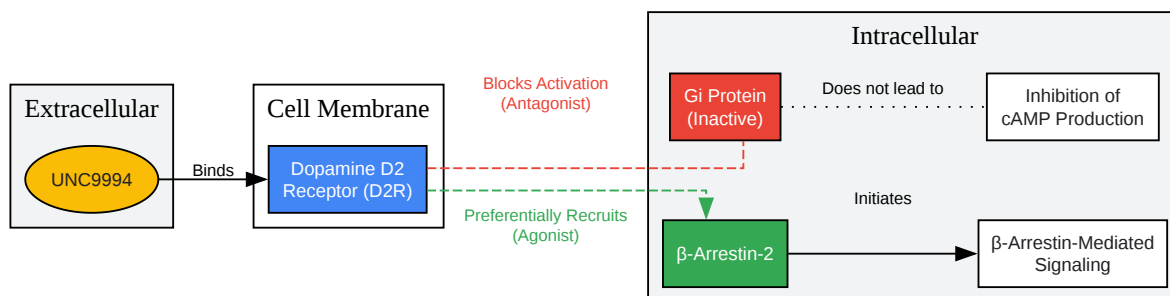 Extracellular
UNC9994
Binds
Cell Membrane
Dopamine D2
Receptor (D2R)
Blocks Activation
(Antagonist)
Preferentially Recruits
(Agonist)
Intracellular
Gi Protein
(Inactive)
Does not lead to
Inhibition of
cAMP Production
β-Arrestin-2
Initiates
β-Arrestin-Mediated
Signaling